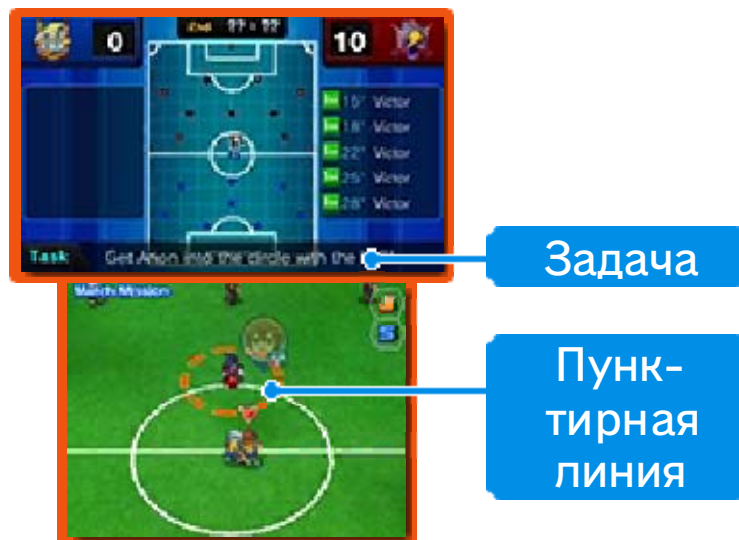 0
2nd
10
15' Victor
18' Victor
22' Victor
25' Victor
28' Victor
Task
Get Arion into the circle with the
Задача
Match Mission
S
Пунк-
тирная
линия